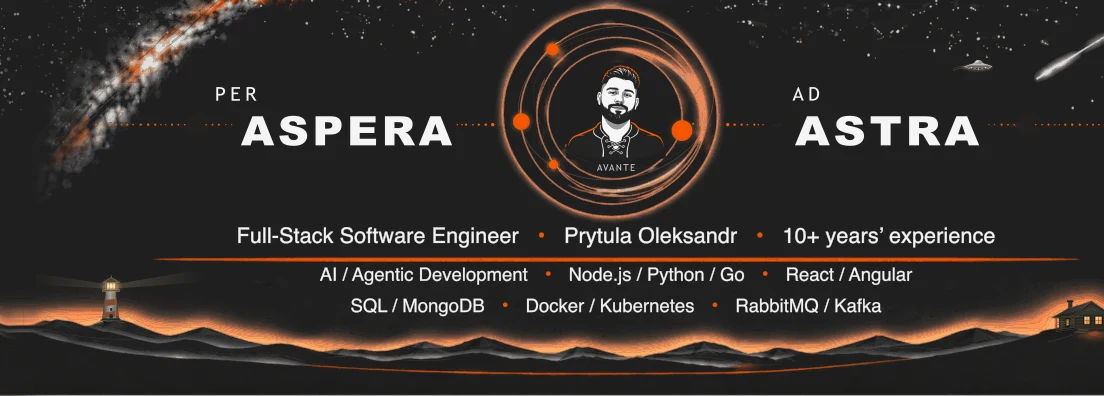 PER
ASPERA
AD
ASTRA
AVANTE
Full-Stack Software Engineer • Prytula Oleksandr • 10+ years’ experience
AI / Agentic Development • Node.js / Python / Go • React / Angular
SQL / MongoDB • Docker / Kubernetes • RabbitMQ / Kafka